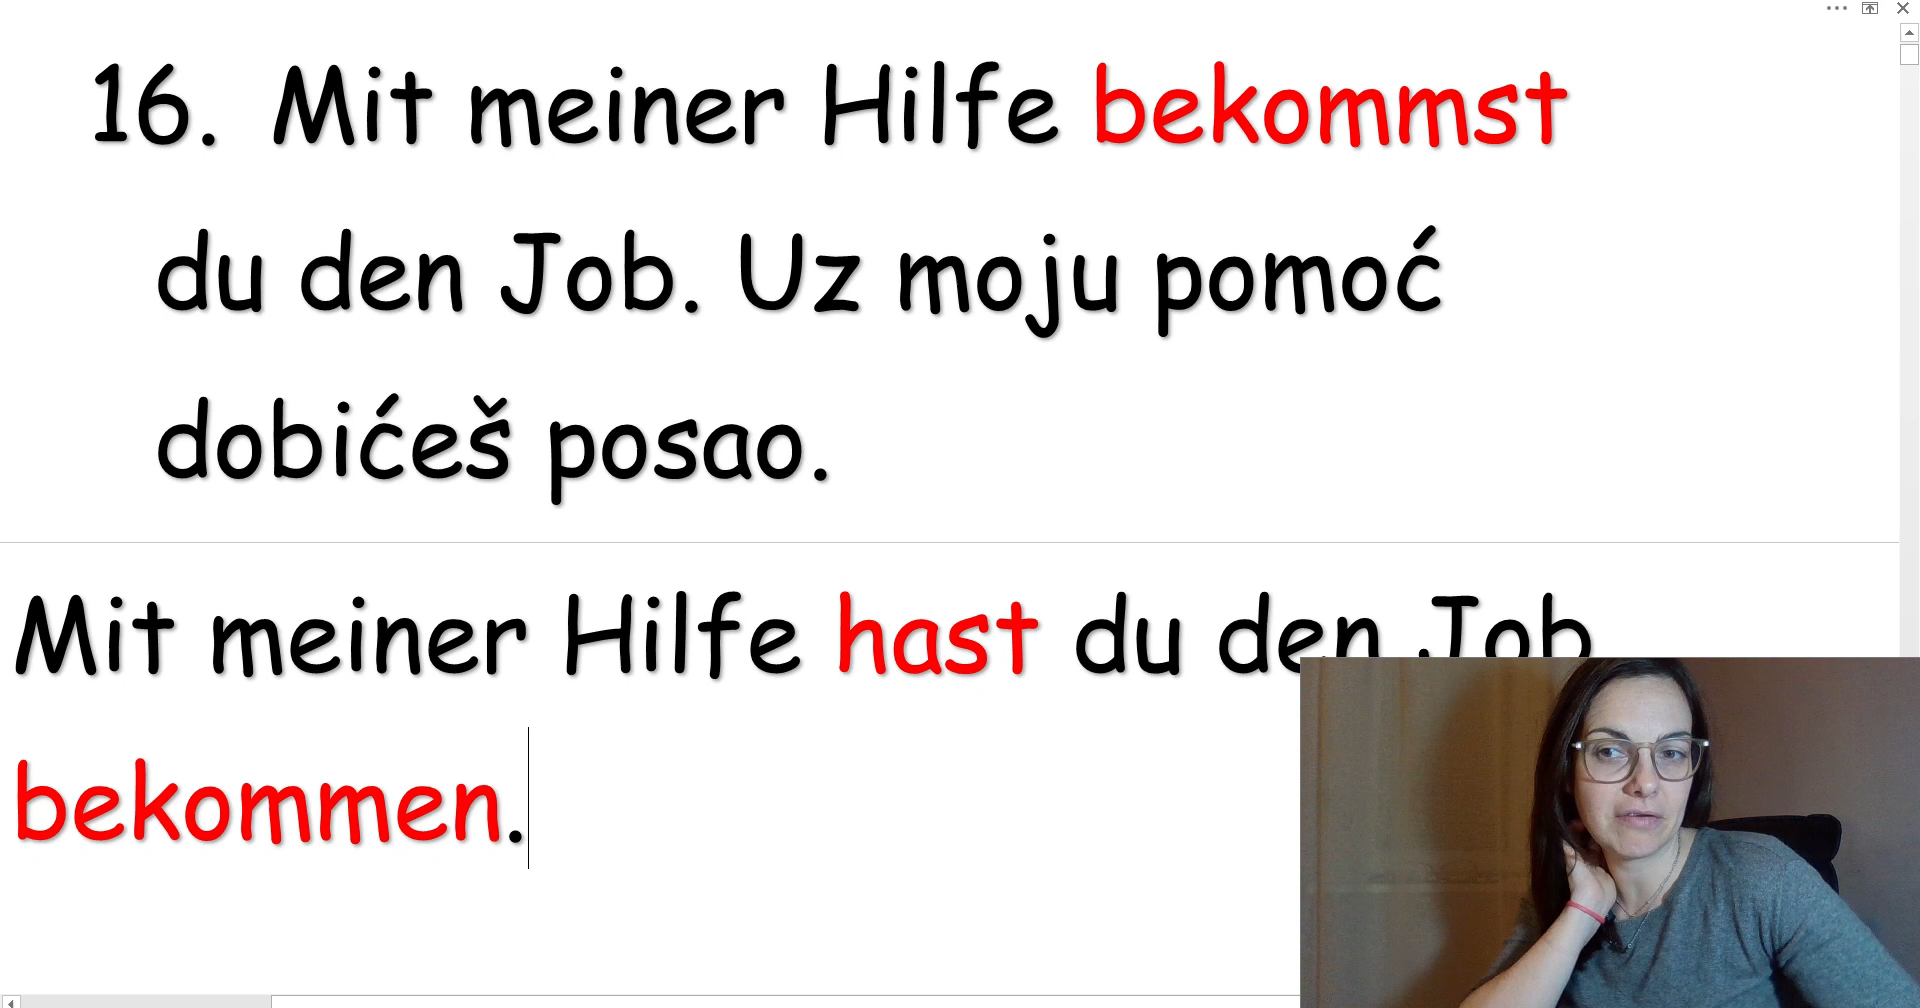 16. Mit meiner Hilfe bekommst
du den Job. Uz moju pomoć
dobićeš posao.
Mit meiner Hilfe hast du den Job
bekommen.